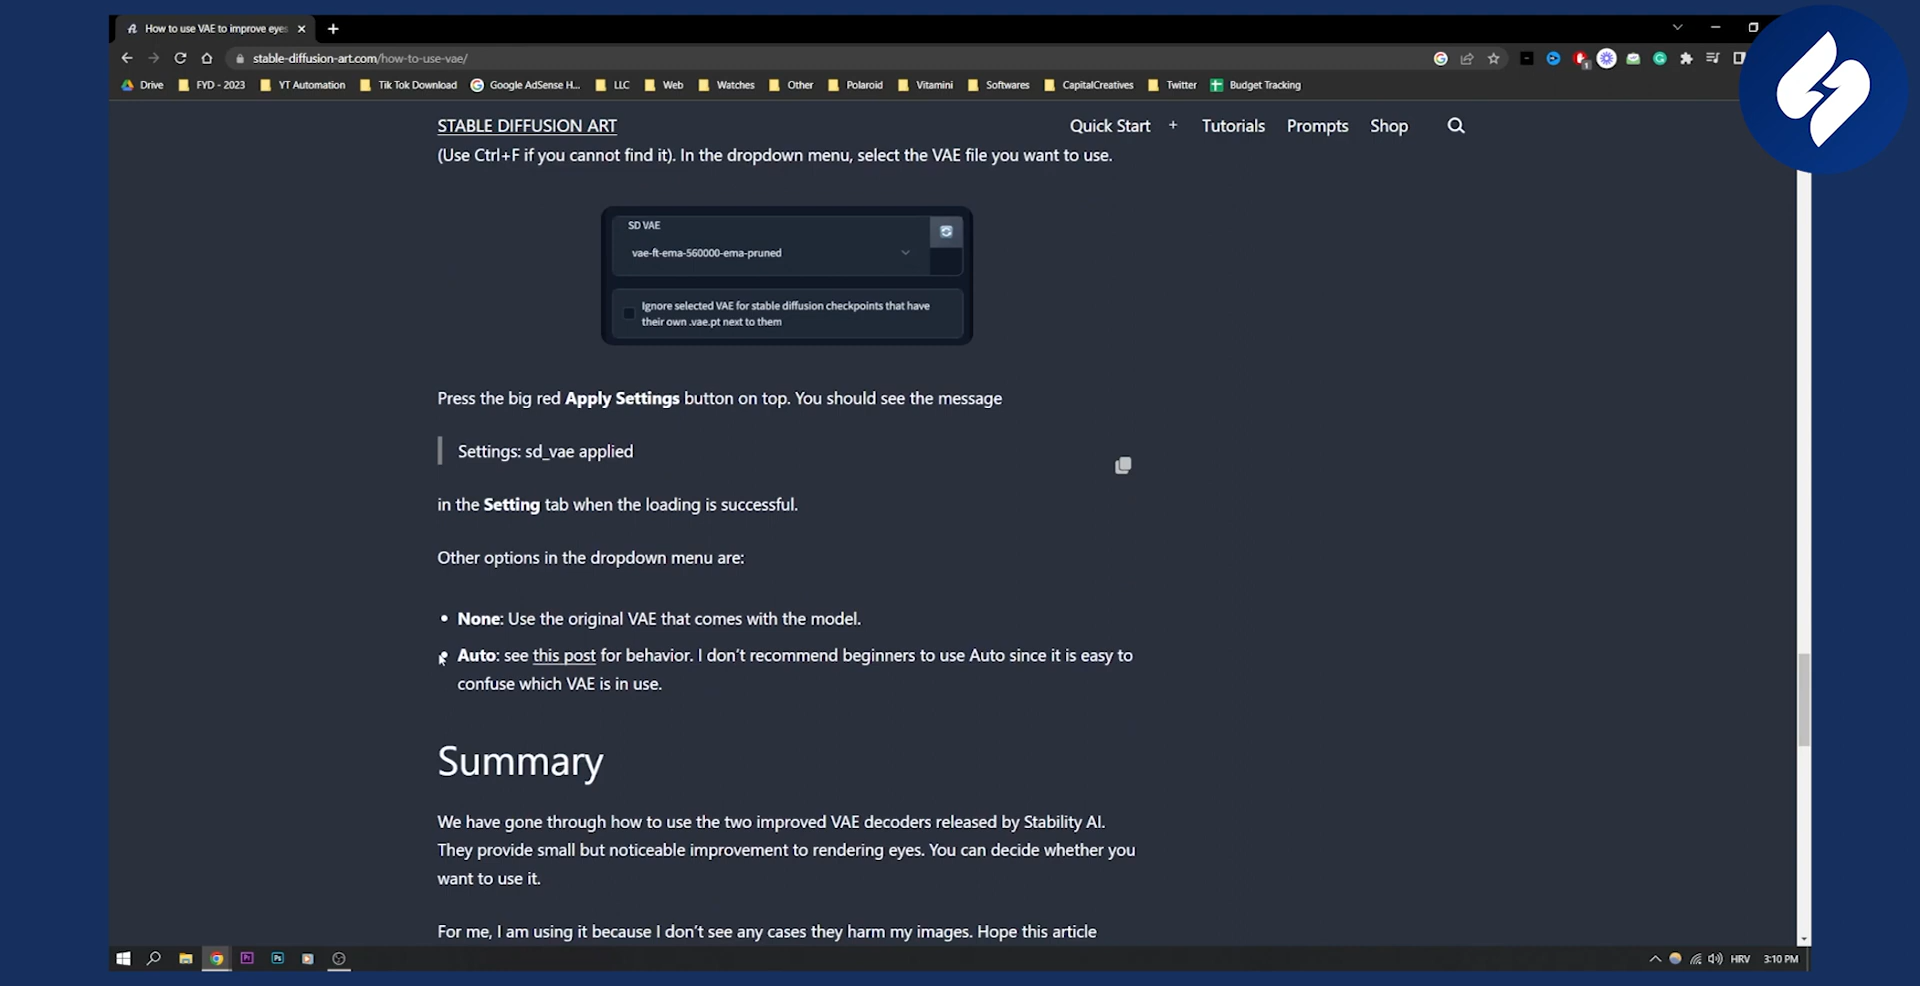 How to use VAE to improve eyes
stable-diffusion-art.com/how-to-use-vae/
Drive
FYD - 2023
YT Automation
Tik Tok Download
Google AdSense H...
LLC
Web
Watches
Other
Polaroid
Vitamini
Softwares
CapitalCreatives
Twitter
Budget Tracking
STABLE DIFFUSION ART
Quick Start +
Tutorials
Prompts
Shop
(Use Ctrl+F if you cannot find it). In the dropdown menu, select the VAE file you want to use.
SD VAE
vae-ft-ema-560000-ema-pruned
Ignore selected VAE for stable diffusion checkpoints that have
their own .vae.pt next to them
Press the big red Apply Settings button on top. You should see the message
Settings: sd_vae applied
in the Setting tab when the loading is successful.
Other options in the dropdown menu are:
• None: Use the original VAE that comes with the model.
• Auto: see this post for behavior. I don't recommend beginners to use Auto since it is easy to
confuse which VAE is in use.
Summary
We have gone through how to use the two improved VAE decoders released by Stability AI.
They provide small but noticeable improvement to rendering eyes. You can decide whether you
want to use it.
For me, I am using it because I don't see any cases they harm my images. Hope this article
Pr
Ps
HRV
3:10 PM